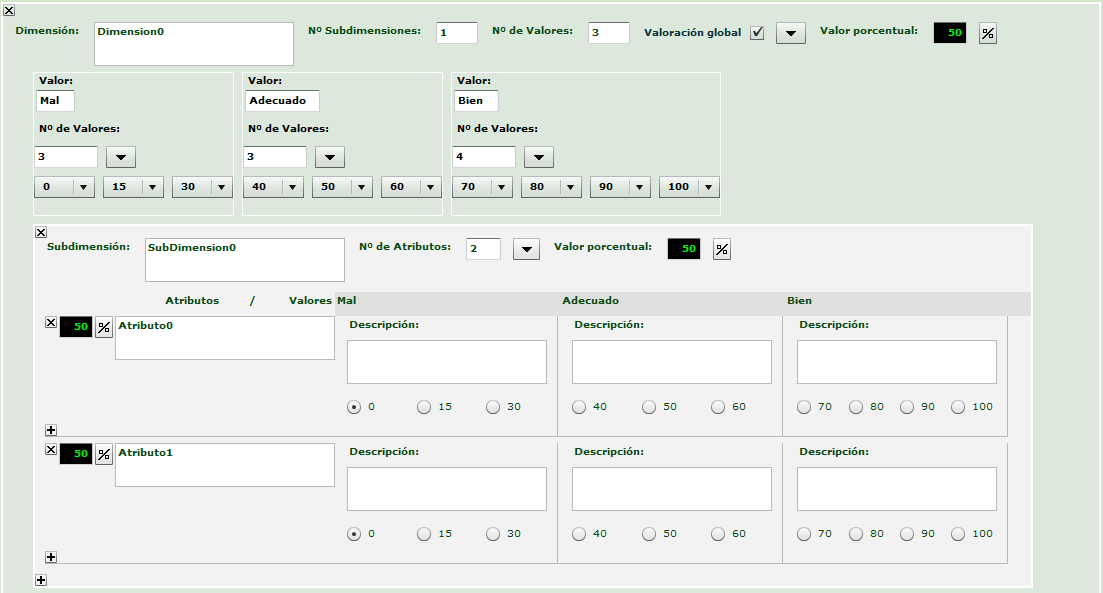 Dimensión: Dimension0 Nº Subdimensiones: 1 Nº de Valores: 3 Valoración global Valor porcentual: 50 %
Valor: Valor: Valor:
Mal Adecuado Bien
Nº de Valores: Nº de Valores: Nº de Valores:
3 3 4
0 15 30 40 50 60 70 80 90 100
Subdimensión: SubDimension0 Nº de Atributos: 2 Valor porcentual: 50 %
Atributos / Valores Mal Adecuado Bien
50 % Atributo0 Descripción: Descripción: Descripción:
0 15 30 40 50 60 70 80 90 100
50 % Atributo1 Descripción: Descripción: Descripción:
0 15 30 40 50 60 70 80 90 100